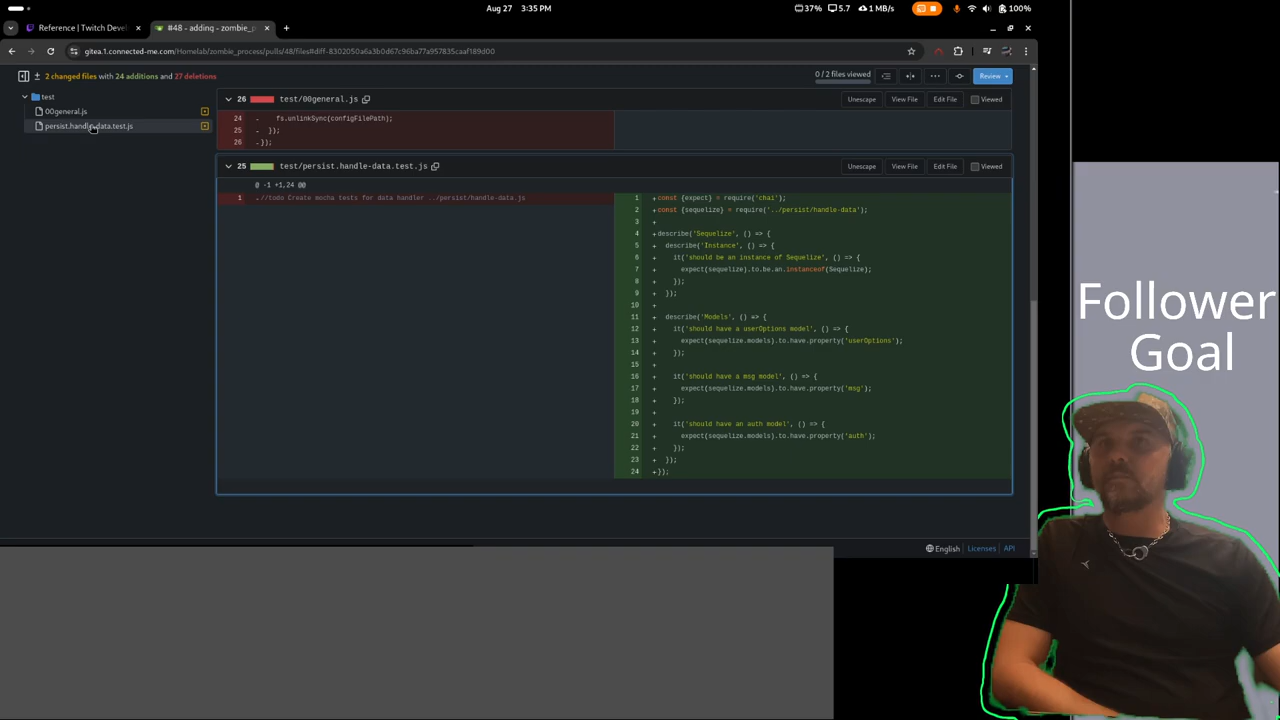 Aug 27 3:35 PM
37% 5.7 1 MB/s 100%
Reference | Twitch Develo
#48 - adding - zombie_p
gitea.1.connected-me.com/Homelab/zombie_process/pulls/48/files#diff-8302050a6a3b0d67c96ba77a957835caaf189d00
2 changed files with 24 additions and 27 deletions
0 / 2 files viewed
Review
test
00general.js
persist.handle-data.test.js
26 test/00general.js
Unescape View File Edit File Viewed
24 - fs.unlinkSync(configFilePath);
25 - });
26 -});
25 test/persist.handle-data.test.js
Unescape View File Edit File Viewed
@ -1 +1,24 @@
1 -//todo Create mocha tests for data handler ../persist/handle-data.js
1 +const {expect} = require('chai');
2 +const {sequelize} = require('../persist/handle-data');
3 +
4 +describe('Sequelize', () => {
5 + describe('Instance', () => {
6 + it('should be an instance of Sequelize', () => {
7 + expect(sequelize).to.be.an.instanceof(Sequelize);
8 + });
9 + });
10 +
11 + describe('Models', () => {
12 + it('should have a userOptions model', () => {
13 + expect(sequelize.models).to.have.property('userOptions');
14 + });
15 +
16 + it('should have a msg model', () => {
17 + expect(sequelize.models).to.have.property('msg');
18 + });
19 +
20 + it('should have an auth model', () => {
21 + expect(sequelize.models).to.have.property('auth');
22 + });
23 + });
24 +});
English Licenses API
Follower
Goal